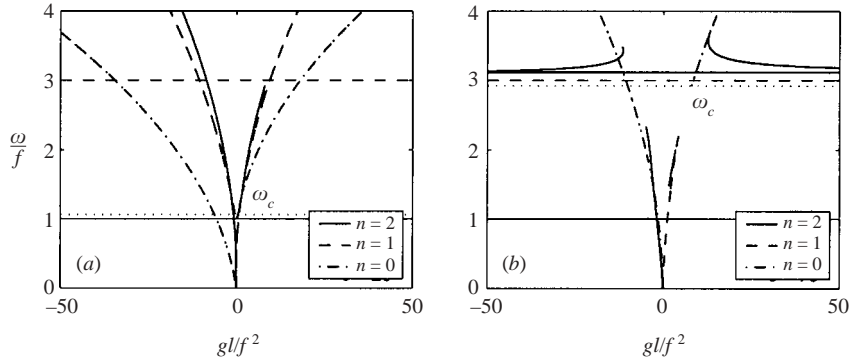 4
3
ω/f
2
1
0
ω_c
(a)
n = 2
n = 1
n = 0
−50
0
50
gl/f²
4
3
2
1
0
ω_c
(b)
n = 2
n = 1
n = 0
−50
0
50
gl/f²